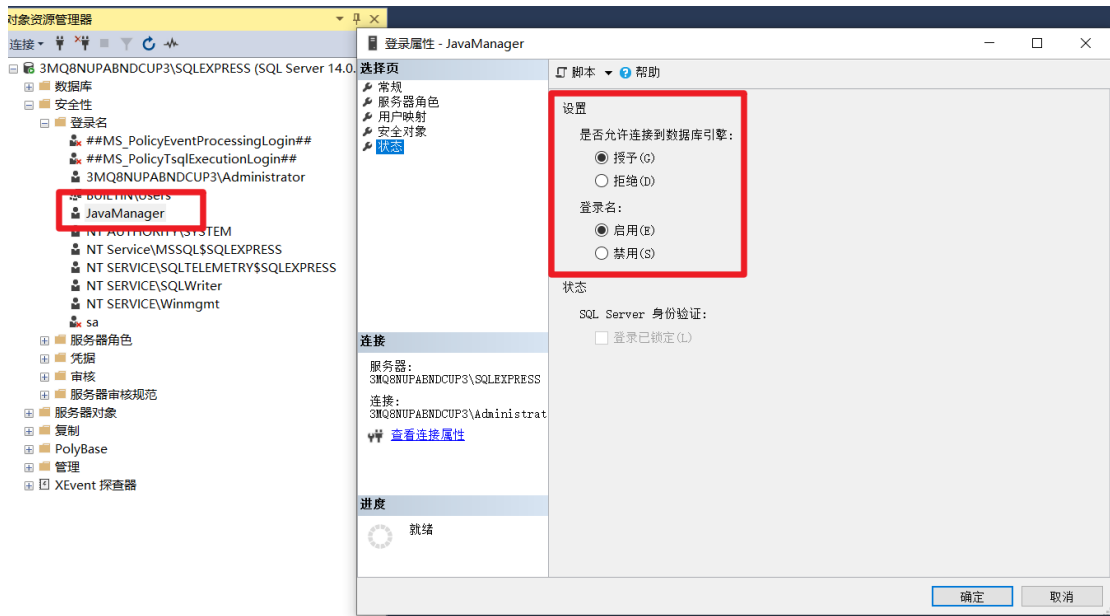 对象资源管理器
连接
3MQ8NUPABNDCUP3\SQLEXPRESS (SQL Server 14.0.
数据库
安全性
登录名
##MS_PolicyEventProcessingLogin##
##MS_PolicyTsqlExecutionLogin##
3MQ8NUPABNDCUP3\Administrator
BUILTIN\Users
JavaManager
NT AUTHORITY\SYSTEM
NT Service\MSSQL$SQLEXPRESS
NT SERVICE\SQLTELEMETRY$SQLEXPRESS
NT SERVICE\SQLWriter
NT SERVICE\Winmgmt
sa
服务器角色
凭据
审核
服务器审核规范
服务器对象
复制
PolyBase
管理
XEvent 探查器
登录属性 - JavaManager
选择页
常规
服务器角色
用户映射
安全对象
状态
连接
服务器:
3MQ8NUPABNDCUP3\SQLEXPRESS
连接:
3MQ8NUPABNDCUP3\Administrat
查看连接属性
进度
就绪
脚本 帮助
设置
是否允许连接到数据库引擎:
授予(G)
拒绝(D)
登录名:
启用(E)
禁用(S)
状态
SQL Server 身份验证:
登录已锁定(L)
确定 取消